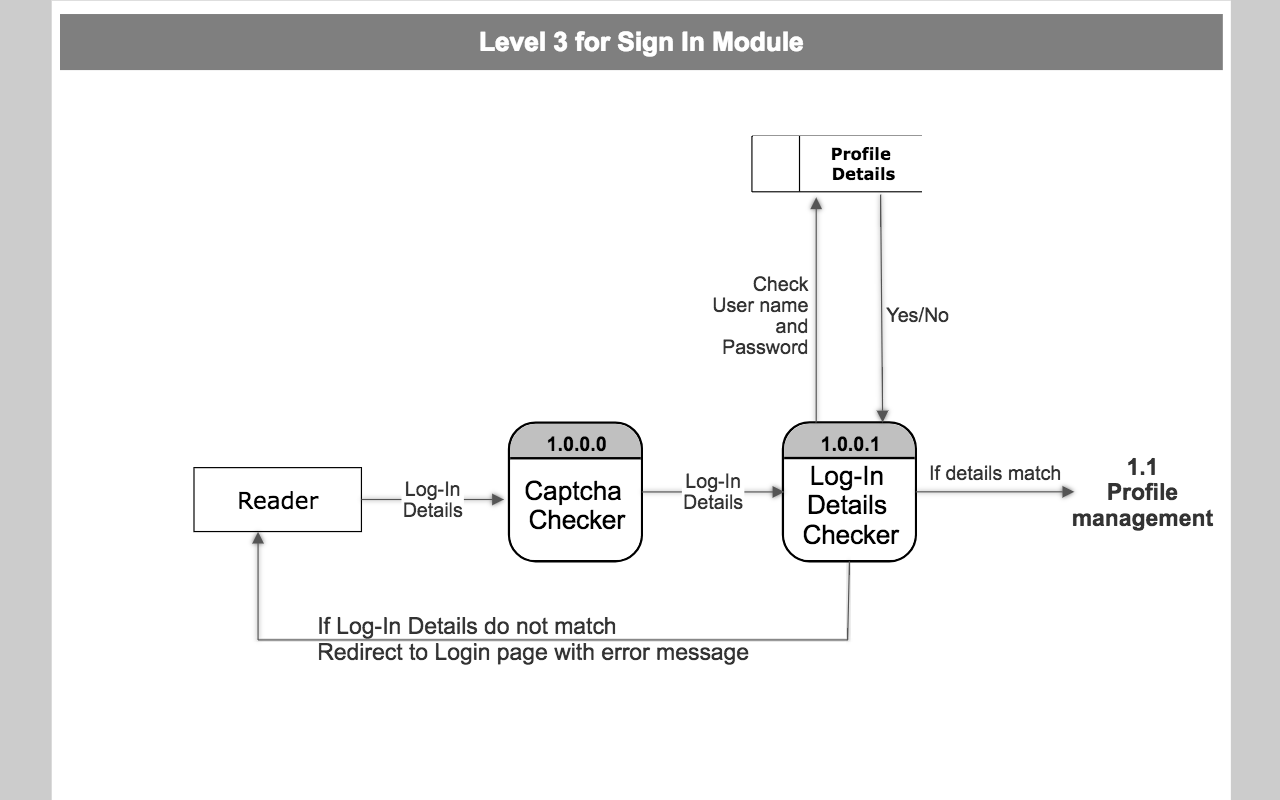 Level 3 for Sign In Module
Profile
Details
Check
User name
and
Password
Yes/No
1.0.0.0
Captcha
Checker
1.0.0.1
Log-In
Details
Checker
Reader
Log-In
Details
Log-In
Details
If details match
1.1
Profile
management
If Log-In Details do not match
Redirect to Login page with error message